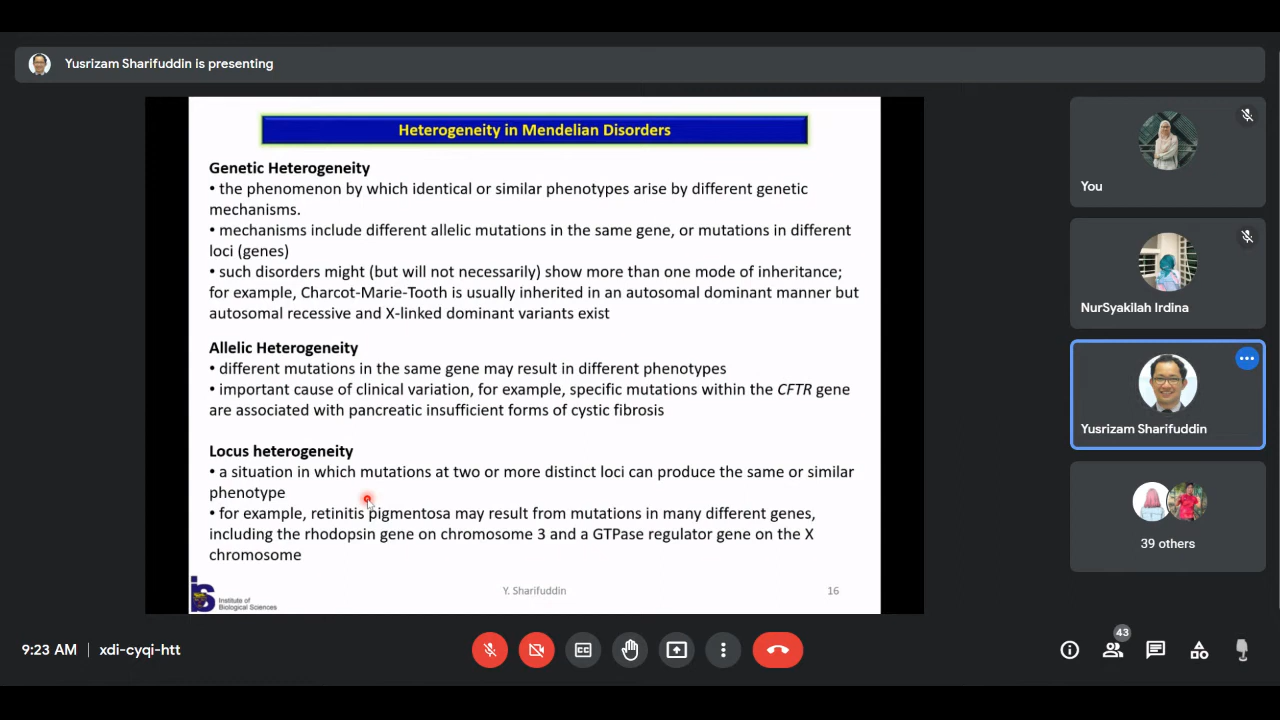 Yusrizam Sharifuddin is presenting
Heterogeneity in Mendelian Disorders
Genetic Heterogeneity
• the phenomenon by which identical or similar phenotypes arise by different genetic
mechanisms.
• mechanisms include different allelic mutations in the same gene, or mutations in different
loci (genes)
• such disorders might (but will not necessarily) show more than one mode of inheritance;
for example, Charcot-Marie-Tooth is usually inherited in an autosomal dominant manner but
autosomal recessive and X-linked dominant variants exist
Allelic Heterogeneity
• different mutations in the same gene may result in different phenotypes
• important cause of clinical variation, for example, specific mutations within the CFTR gene
are associated with pancreatic insufficient forms of cystic fibrosis
Locus heterogeneity
• a situation in which mutations at two or more distinct loci can produce the same or similar
phenotype
• for example, retinitis pigmentosa may result from mutations in many different genes,
including the rhodopsin gene on chromosome 3 and a GTPase regulator gene on the X
chromosome
Institute of
Biological Sciences
Y. Sharifuddin
16
You
NurSyakilah Irdina
Yusrizam Sharifuddin
39 others
9:23 AM | xdi-cyqi-htt
CC
43